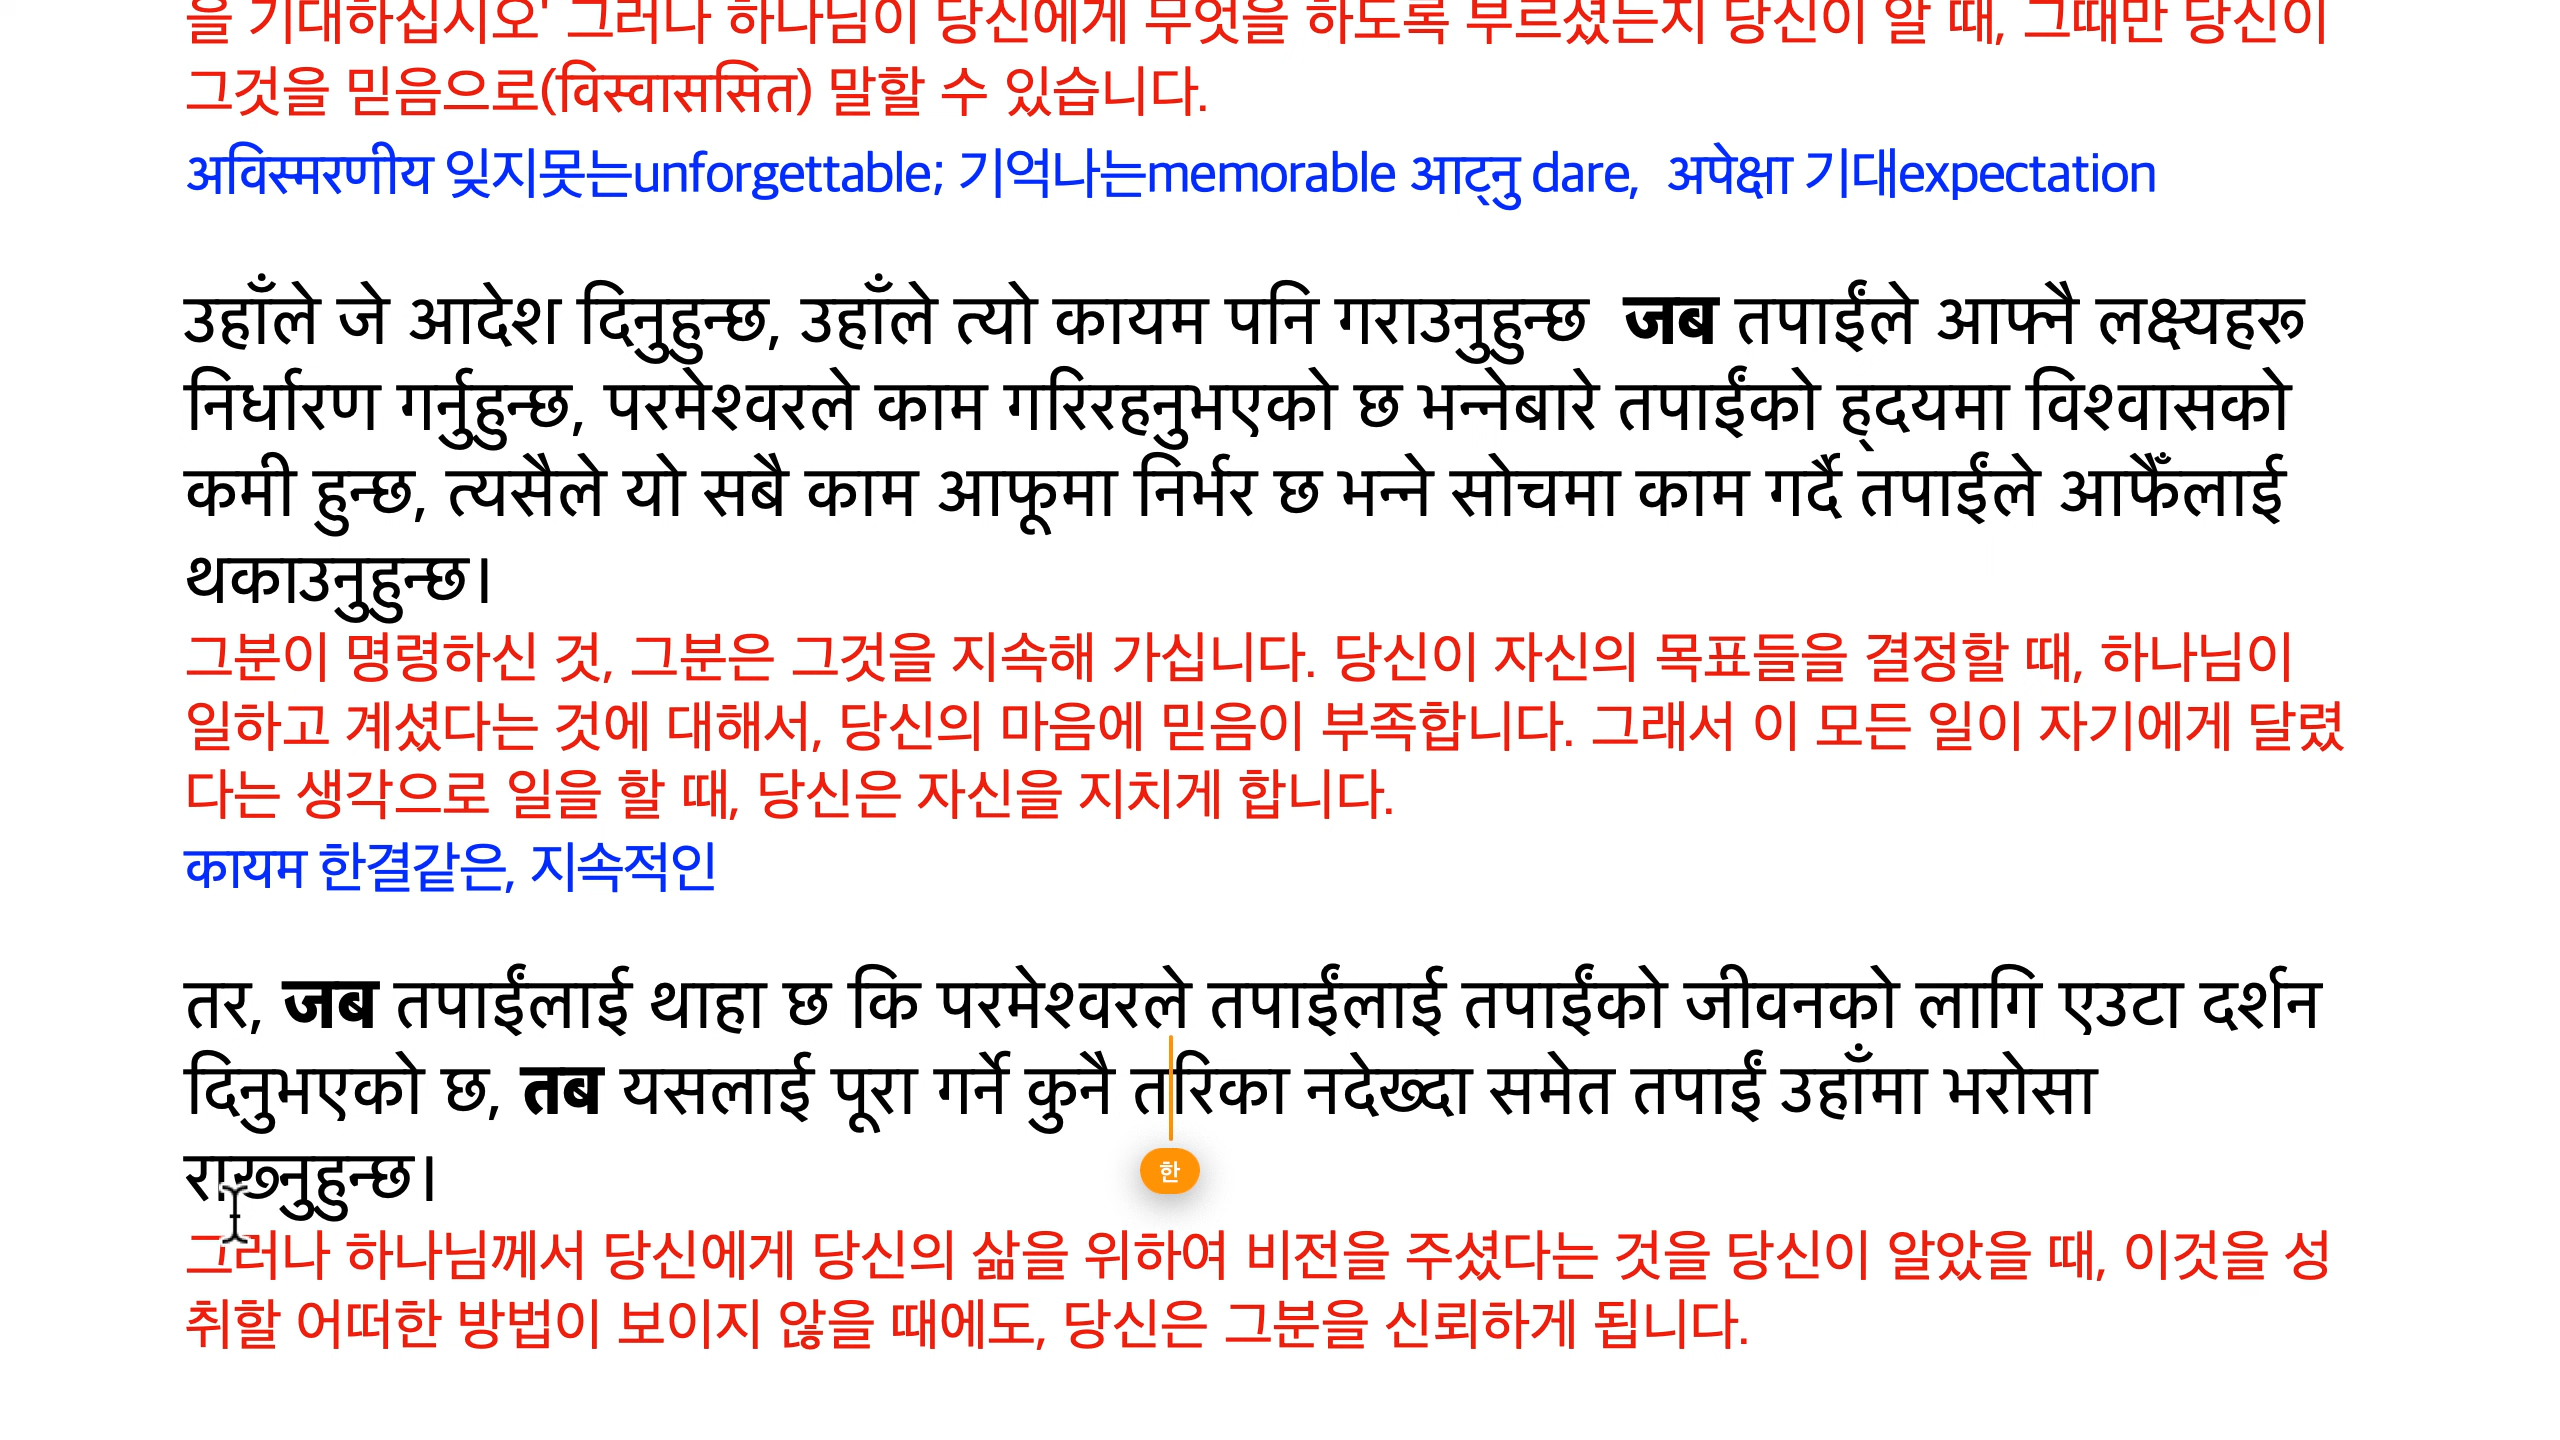 을 기대하십시오' 그러나 하나님이 당신에게 무엇을 하도록 부르셨는지 당신이 알 때, 그때만 당신이
그것을 믿음으로(विस्वाससित) 말할 수 있습니다.
अविस्मरणीय 잊지못는unforgettable; 기억나는memorable आट्नु dare, अपेक्षा 기대expectation
उहाँले जे आदेश दिनुहुन्छ, उहाँले त्यो कायम पनि गराउनुहुन्छ जब तपाईंले आफ्नै लक्ष्यहरू
निर्धारण गर्नुहुन्छ, परमेश्वरले काम गरिरहनुभएको छ भन्नेबारे तपाईंको ह्दयमा विश्वासको
कमी हुन्छ, त्यसैले यो सबै काम आफूमा निर्भर छ भन्ने सोचमा काम गर्दै तपाईंले आफैँलाई
थकाउनुहुन्छ।
그분이 명령하신 것, 그분은 그것을 지속해 가십니다. 당신이 자신의 목표들을 결정할 때, 하나님이
일하고 계셨다는 것에 대해서, 당신의 마음에 믿음이 부족합니다. 그래서 이 모든 일이 자기에게 달렸
다는 생각으로 일을 할 때, 당신은 자신을 지치게 합니다.
कायम 한결같은, 지속적인
तर, जब तपाईंलाई थाहा छ कि परमेश्वरले तपाईंलाई तपाईंको जीवनको लागि एउटा दर्शन
दिनुभएको छ, तब यसलाई पूरा गर्ने कुनै तरिका नदेख्दा समेत तपाईं उहाँमा भरोसा
राख्नुहुन्छ।
한
그러나 하나님께서 당신에게 당신의 삶을 위하여 비전을 주셨다는 것을 당신이 알았을 때, 이것을 성
취할 어떠한 방법이 보이지 않을 때에도, 당신은 그분을 신뢰하게 됩니다.